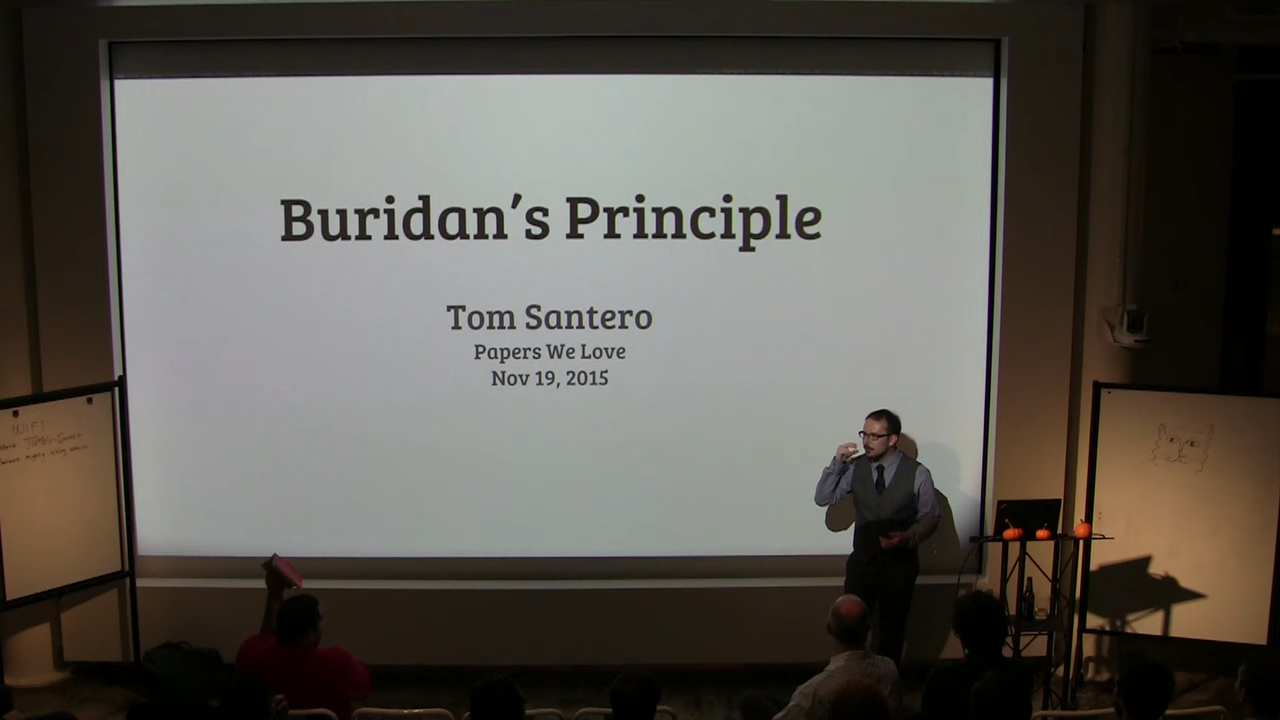 Buridan's Principle
Tom Santero
Papers We Love
Nov 19, 2015
WIFI